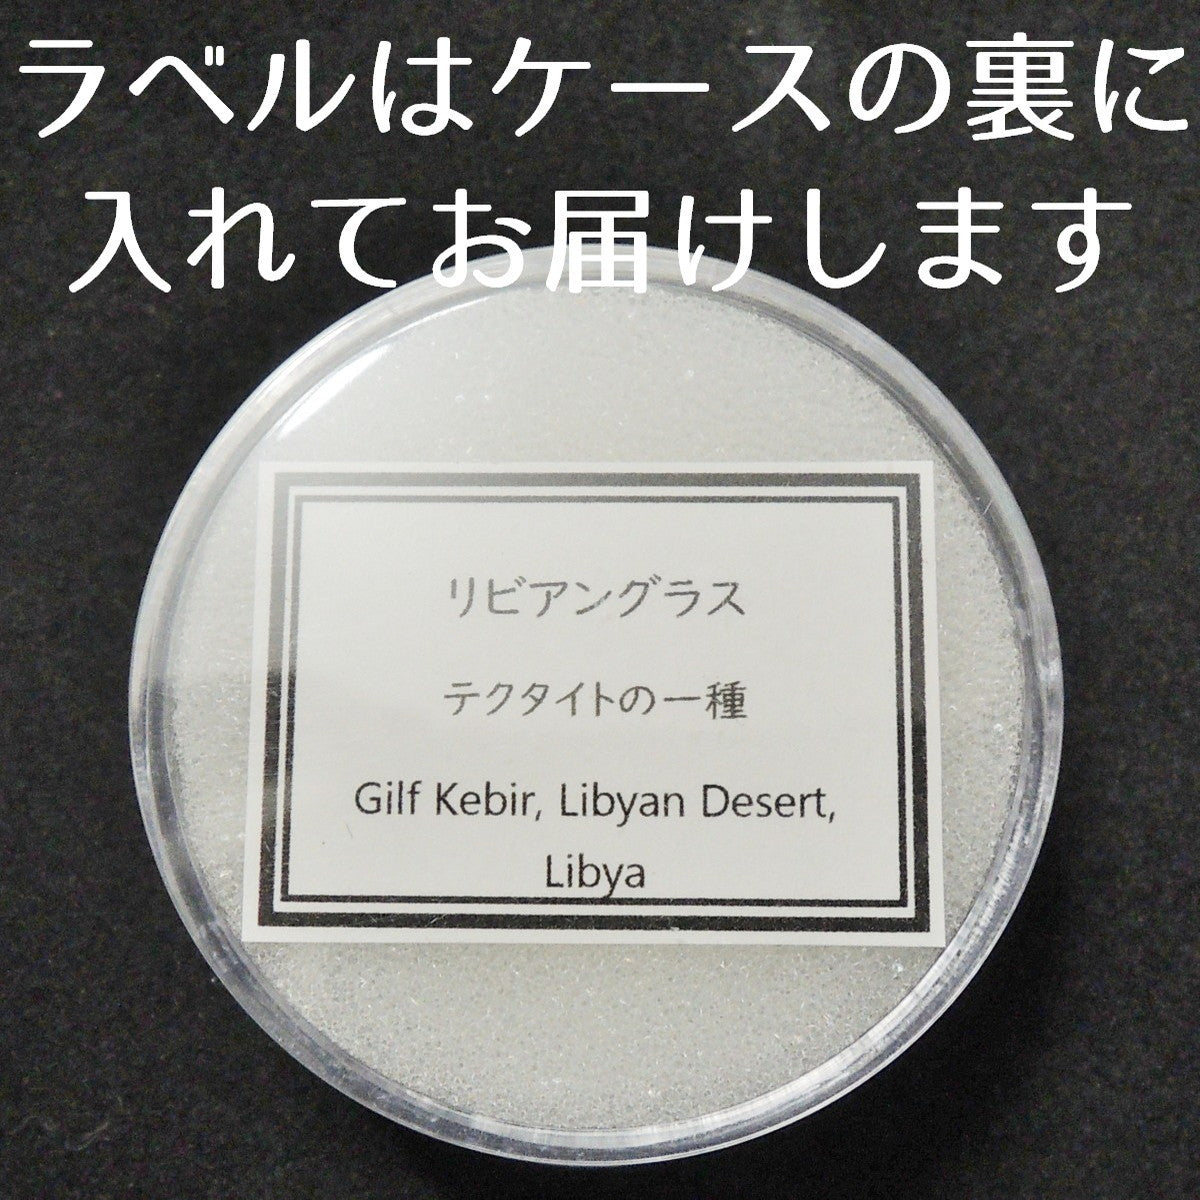 ラベルはケースの裏に
入れてお届けします
リビアングラス
テクタイトの一種
Gilf Kebir, Libyan Desert,
Libya